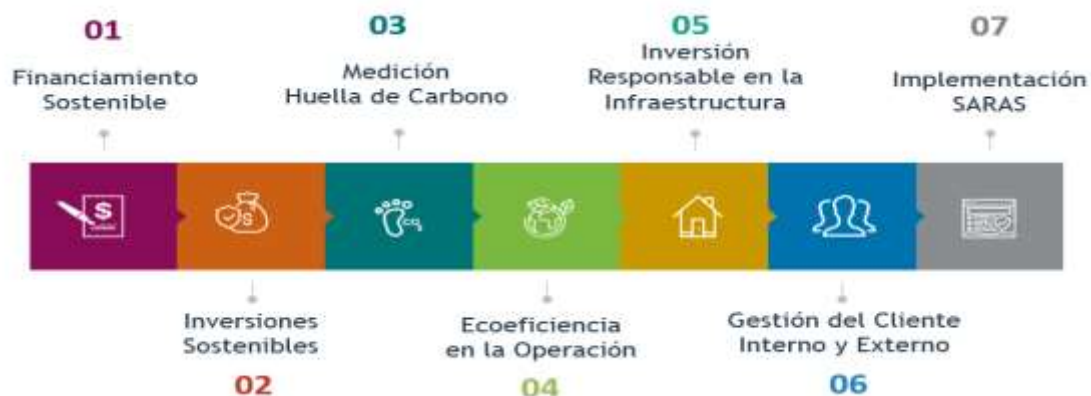 01
Financiamiento
Sostenible
03
Medición
Huella de Carbono
05
Inversión
Responsable en la
Infraestructura
07
Implementación
SARAS
$
$
CO₂
Inversiones
Sostenibles
02
Ecoeficiencia
en la Operación
04
Gestión del Cliente
Interno y Externo
06